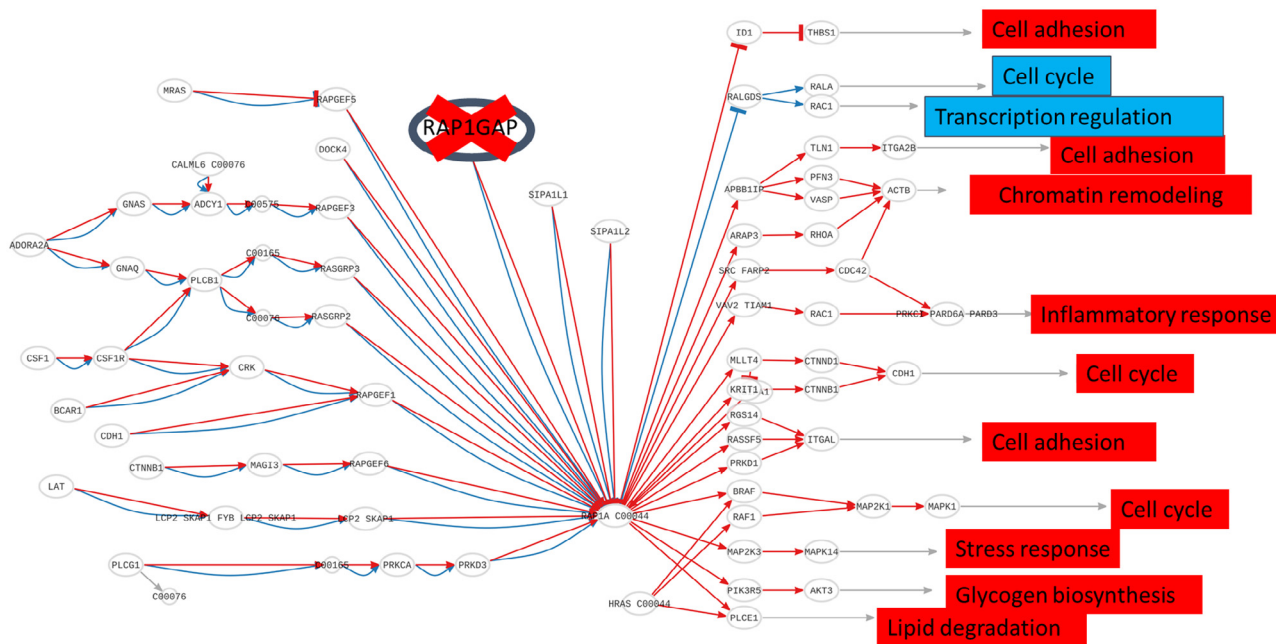 ID1
THBS1
Cell adhesion
MRAS
RAPGEF5
RAP1GAP
RALGDS
RALA
RAC1
Cell cycle
Transcription regulation
DOCK4
CALML6 C00076
GNAS
ADCY1
C00575
RAPGEF3
SIPA1L1
SIPA1L2
TLN1
ITGA2B
Cell adhesion
APBB1IP
PFN3
VASP
ACTB
Chromatin remodeling
ADORA2A
GNAQ
PLCB1
C00165
RASGRP3
C00076
RASGRP2
ARAP3
RHOA
SRC FARP2
CDC42
VAV2 TIAM1
RAC1
PRKCI PARD6A PARD3
Inflammatory response
CSF1
CSF1R
CRK
BCAR1
RAPGEF1
CDH1
MLLT4
CTNND1
KRIT1
CTNNB1
CDH1
Cell cycle
RGS14
RASSF5
PRKD1
ITGAL
Cell adhesion
CTNNB1
MAGI3
RAPGEF6
LAT
LCP2 SKAP1 FYB LCP2 SKAP1
LCP2 SKAP1
RAP1A C00044
BRAF
RAF1
MAP2K1
MAPK1
Cell cycle
PLCG1
C00165
PRKCA
PRKD3
C00076
MAP2K3
MAPK14
Stress response
HRAS C00044
PIK3R5
AKT3
Glycogen biosynthesis
PLCE1
Lipid degradation